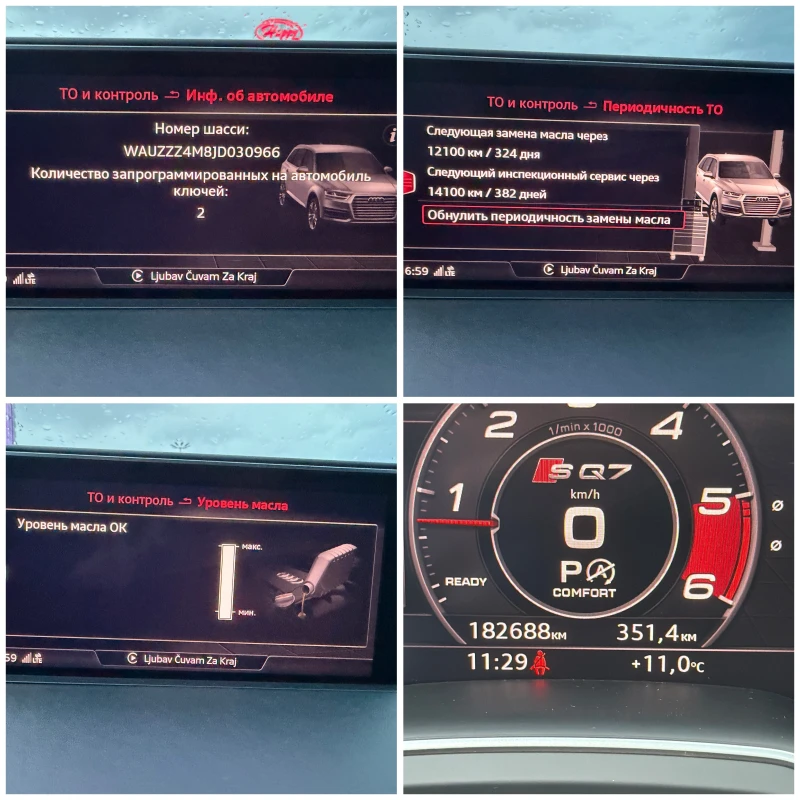 ТО и контроль Инф. об автомобиле
Номер шасси:
WAUZZZ4M8JD030966
Количество запрограммированных на автомобиль
ключей:
2
LTE
Ljubav Čuvam Za Kraj
ТО и контроль Периодичность ТО
Следующая замена масла через
12100 км / 324 дня
Следующий инспекционный сервис через
14100 км / 382 дней
Обнулить периодичность замены масла
6:59 LTE
Ljubav Čuvam Za Kraj
ТО и контроль Уровень масла
Уровень масла ОК
макс.
мин.
59 LTE
Ljubav Čuvam Za Kraj
2 4
1/min x 1000
SQ7
1 5
km/h
0
P A
READY
6
COMFORT
182688км 351,4км
11:29 +11,0°C